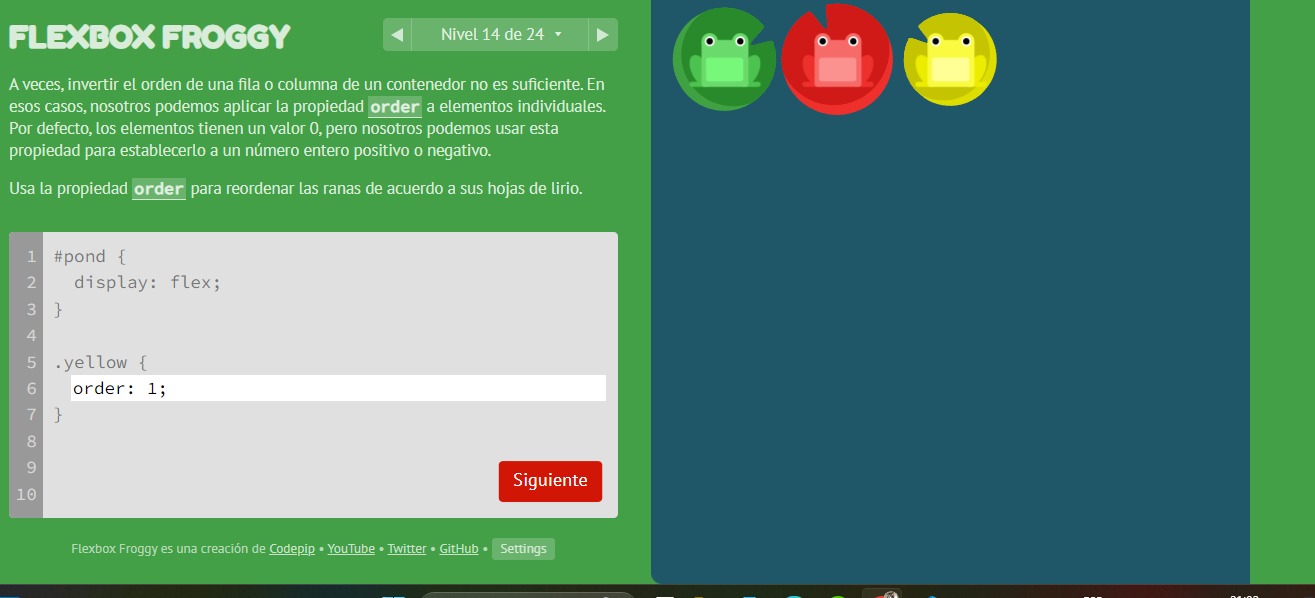 FLEXBOX FROGGY
Nivel 14 de 24
A veces, invertir el orden de una fila o columna de un contenedor no es suficiente. En
esos casos, nosotros podemos aplicar la propiedad order a elementos individuales.
Por defecto, los elementos tienen un valor 0, pero nosotros podemos usar esta
propiedad para establecerlo a un número entero positivo o negativo.
Usa la propiedad order para reordenar las ranas de acuerdo a sus hojas de lirio.
1 #pond {
2 display: flex;
3 }
4
5 .yellow {
6 order: 1;
7 }
8
9
10
Siguiente
Flexbox Froggy es una creación de Codepip • YouTube • Twitter • GitHub • Settings